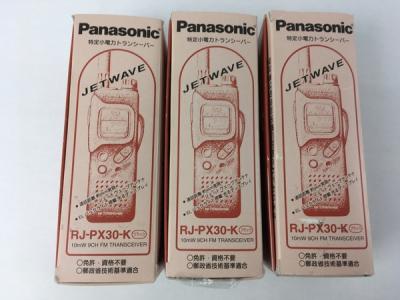 Panasonic
特定小電力トランシーバー
JETWAVE
RJ-PX30-K
10mW 9CH FM TRANSCEIVER
○免許・資格不要
○郵政省技術基準適合
Panasonic
特定小電力トランシーバー
JETWAVE
RJ-PX30-K
10mW 9CH FM TRANSCEIVER
○免許・資格不要
○郵政省技術基準適合
Panasonic
特定小電力トランシーバー
JETWAVE
RJ-PX30-K
10mW 9CH FM TRANSCEIVER
○免許・資格不要
○郵政省技術基準適合